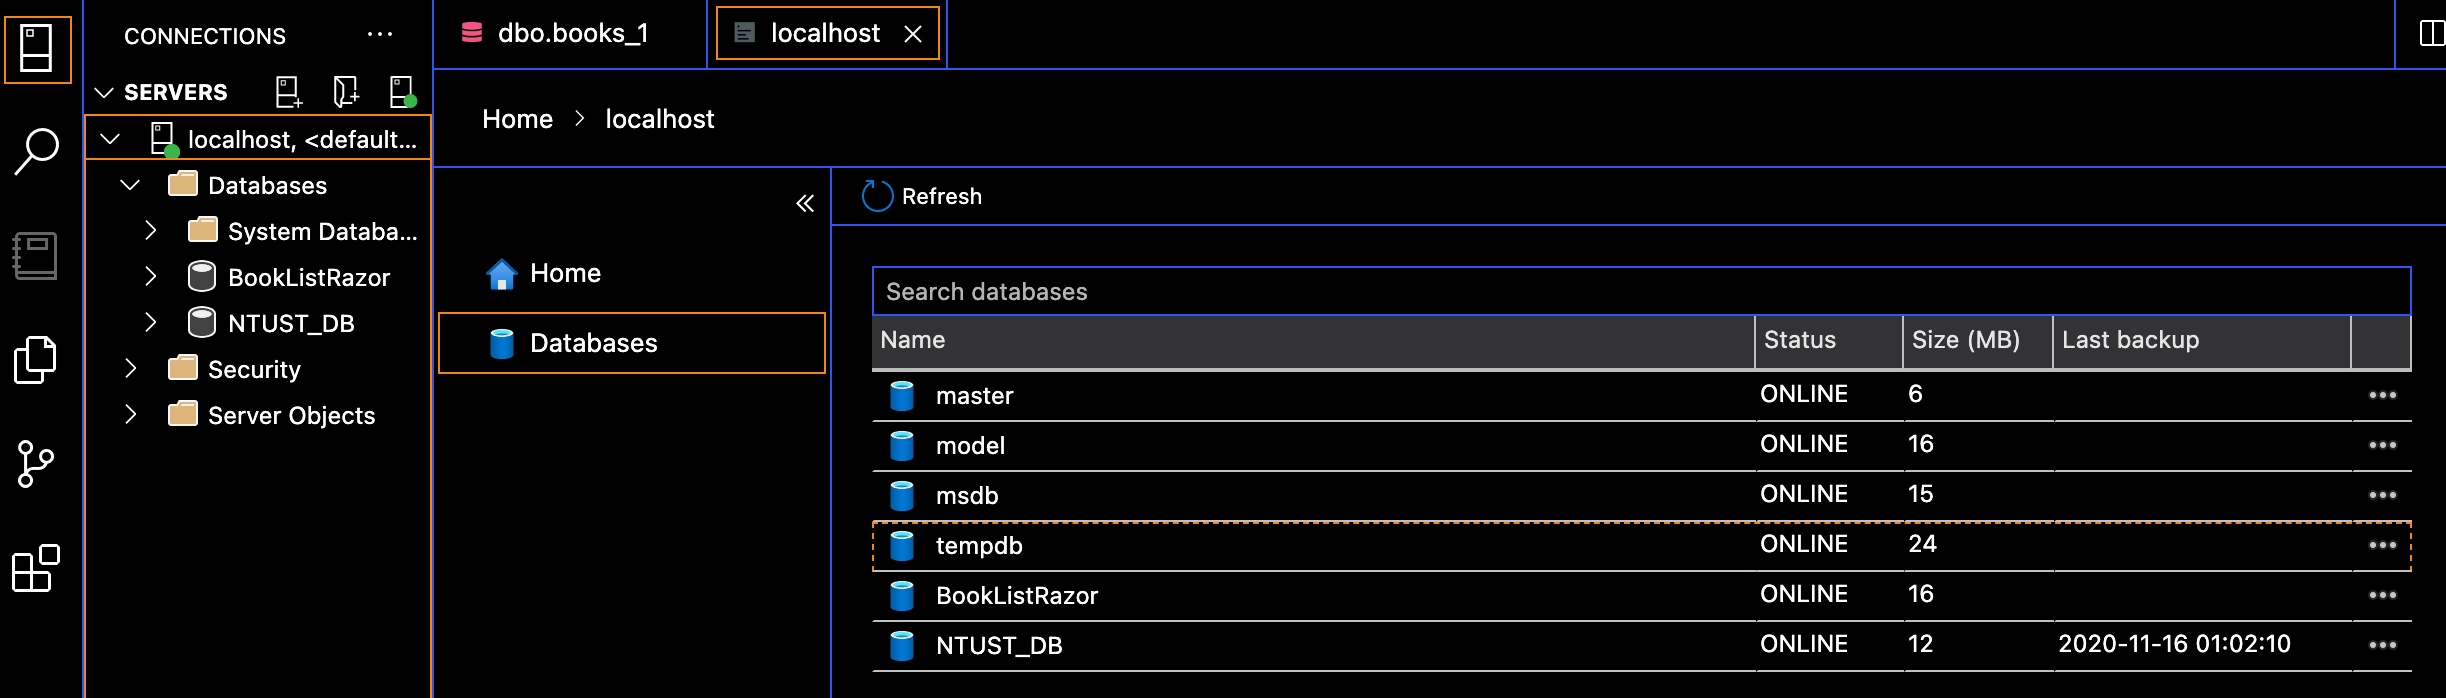 CONNECTIONS
SERVERS
localhost, <default...
Databases
System Databa...
BookListRazor
NTUST_DB
Security
Server Objects
dbo.books_1
localhost
Home > localhost
Home
Databases
Refresh
Search databases
Name Status Size (MB) Last backup
master ONLINE 6
model ONLINE 16
msdb ONLINE 15
tempdb ONLINE 24
BookListRazor ONLINE 16
NTUST_DB ONLINE 12 2020-11-16 01:02:10